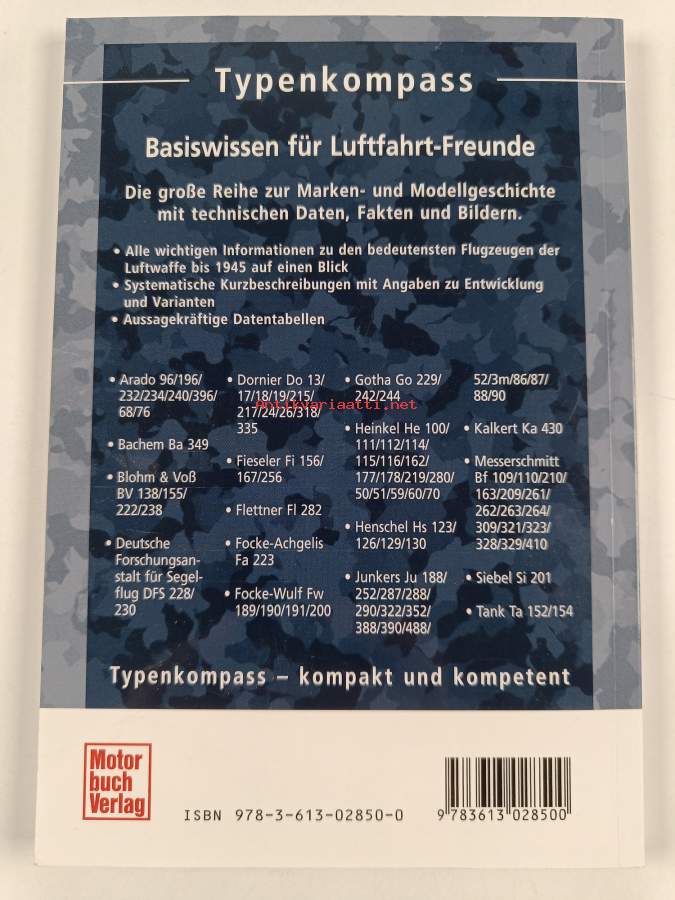 Typenkompass
Basiswissen für Luftfahrt-Freunde
Die große Reihe zur Marken- und Modellgeschichte
mit technischen Daten, Fakten und Bildern.
• Alle wichtigen Informationen zu den bedeutensten Flugzeugen der
Luftwaffe bis 1945 auf einen Blick
• Systematische Kurzbeschreibungen mit Angaben zu Entwicklung
und Varianten
• Aussagekräftige Datentabellen
• Arado 96/196/
232/234/240/396/
68/76
• Bachem Ba 349
• Blohm & Voß
BV 138/155/
222/238
• Deutsche
Forschungsan-
stalt für Segel-
flug DFS 228/
230
• Dornier Do 13/
17/18/19/215/
217/24/26/318/
335
• Fieseler Fi 156/
167/256
• Flettner Fl 282
• Focke-Achgelis
Fa 223
• Focke-Wulf Fw
189/190/191/200
• Gotha Go 229/
242/244
• Heinkel He 100/
111/112/114/
115/116/162/
177/178/219/280/
50/51/59/60/70
• Henschel Hs 123/
126/129/130
• Junkers Ju 188/
252/287/288/
290/322/352/
388/390/488/
52/3m/86/87/
88/90
• Kalkert Ka 430
• Messerschmitt
Bf 109/110/210/
163/209/261/
262/263/264/
309/321/323/
328/329/410
• Siebel Si 201
• Tank Ta 152/154
antikvariaatti.net
Typenkompass – kompakt und kompetent
Motor
buch
Verlag
ISBN 978-3-613-02850-0
9 783613 028500